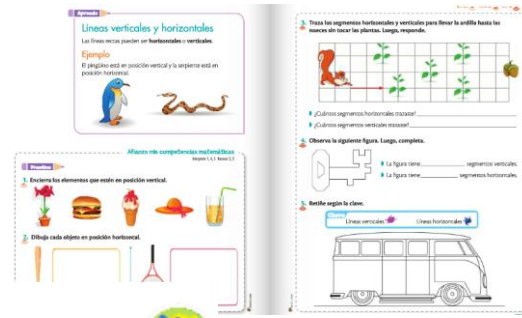 Aprendo
Líneas verticales y horizontales
Las líneas rectas pueden ser horizontales o verticales.
Ejemplo
El pingüino está en posición vertical y la serpiente está en
posición horizontal.
Afianzo mis competencias matemáticas
Practico
1. Encierra los elementos que estén en posición vertical.
2. Dibuja cada objeto en posición horizontal.
3. Traza los segmentos horizontales y verticales para llevar la ardilla hasta las
nueces sin tocar las plantas. Luego, responde.
¿Cuántos segmentos horizontales trazaste?
¿Cuántos segmentos verticales trazaste?
4. Observa la siguiente figura. Luego, completa.
La figura tiene segmentos verticales.
La figura tiene segmentos horizontales.
5. Retiñe según la clave.
Líneas verticales
Líneas horizontales